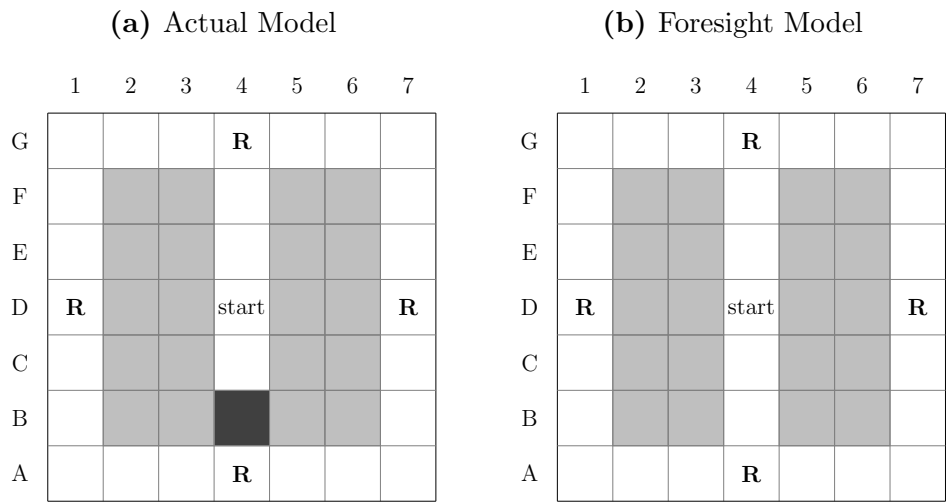 (a) Actual Model
1 2 3 4 5 6 7
G R
F
E
D R start R
C
B
A R
(b) Foresight Model
1 2 3 4 5 6 7
G R
F
E
D R start R
C
B
A R